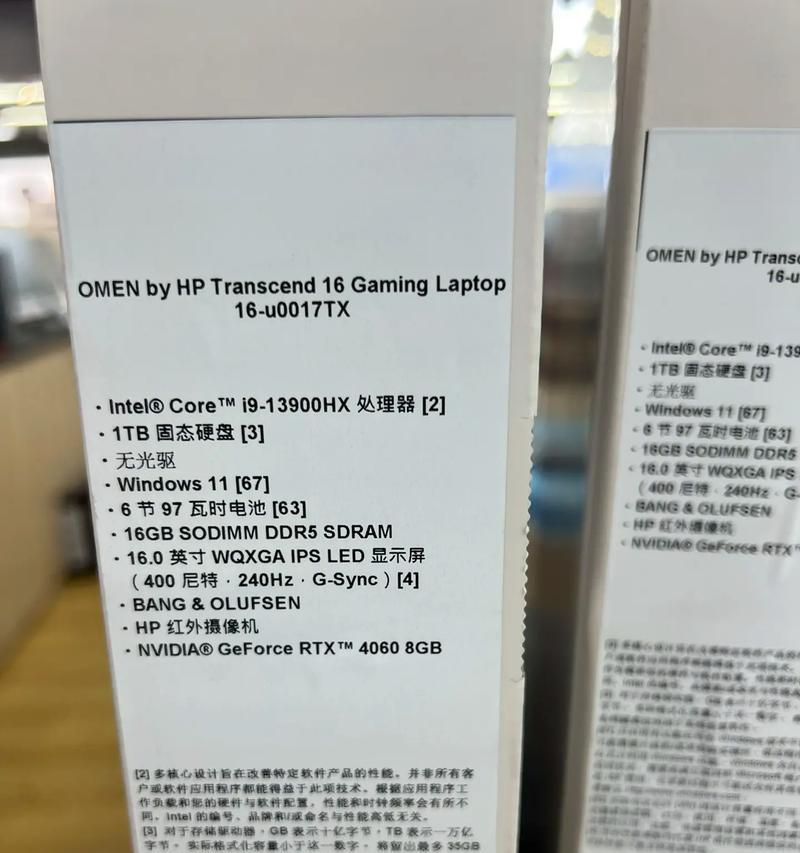 OMEN by HP Transcend 16 Gaming Laptop
16-u0017TX
· Intel® Core™ i9-13900HX 处理器 [2]
· 1TB 固态硬盘 [3]
· 无光驱
· Windows 11 [67]
· 6 节 97 瓦时电池 [63]
· 16GB SODIMM DDR5 SDRAM
· 16.0 英寸 WQXGA IPS LED 显示屏
（400 尼特 · 240Hz · G-Sync）[4]
· BANG & OLUFSEN
· HP 红外摄像机
· NVIDIA® GeForce RTX™ 4060 8GB
[2] 多核心设计旨在改善特定软件产品的性能。并非所有客
户或软件应用程序都能得益于此项技术。根据应用程序工
作负载和您的硬件与软件配置，性能和时钟频率会有所不
同。Intel 的编号、品牌和/或命名与性能高低无关。
[3] 对于存储驱动器，GB 表示十亿字节，TB 表示一万亿
字节。实际格式化容量小于这一数字。将留出最多 35GB
OMEN by HP Transc
16-u
· Intel® Core™ i9-139
· 1TB 固态硬盘 [3]
· 无光驱
· Windows 11 [67]
· 6 节 97 瓦时电池 [63]
· 16GB SODIMM DDR5
· 16.0 英寸 WQXGA IPS
（400 尼特 · 240Hz · G-
· BANG & OLUFSEN
· HP 红外摄像机
· NVIDIA® GeForce RTX™